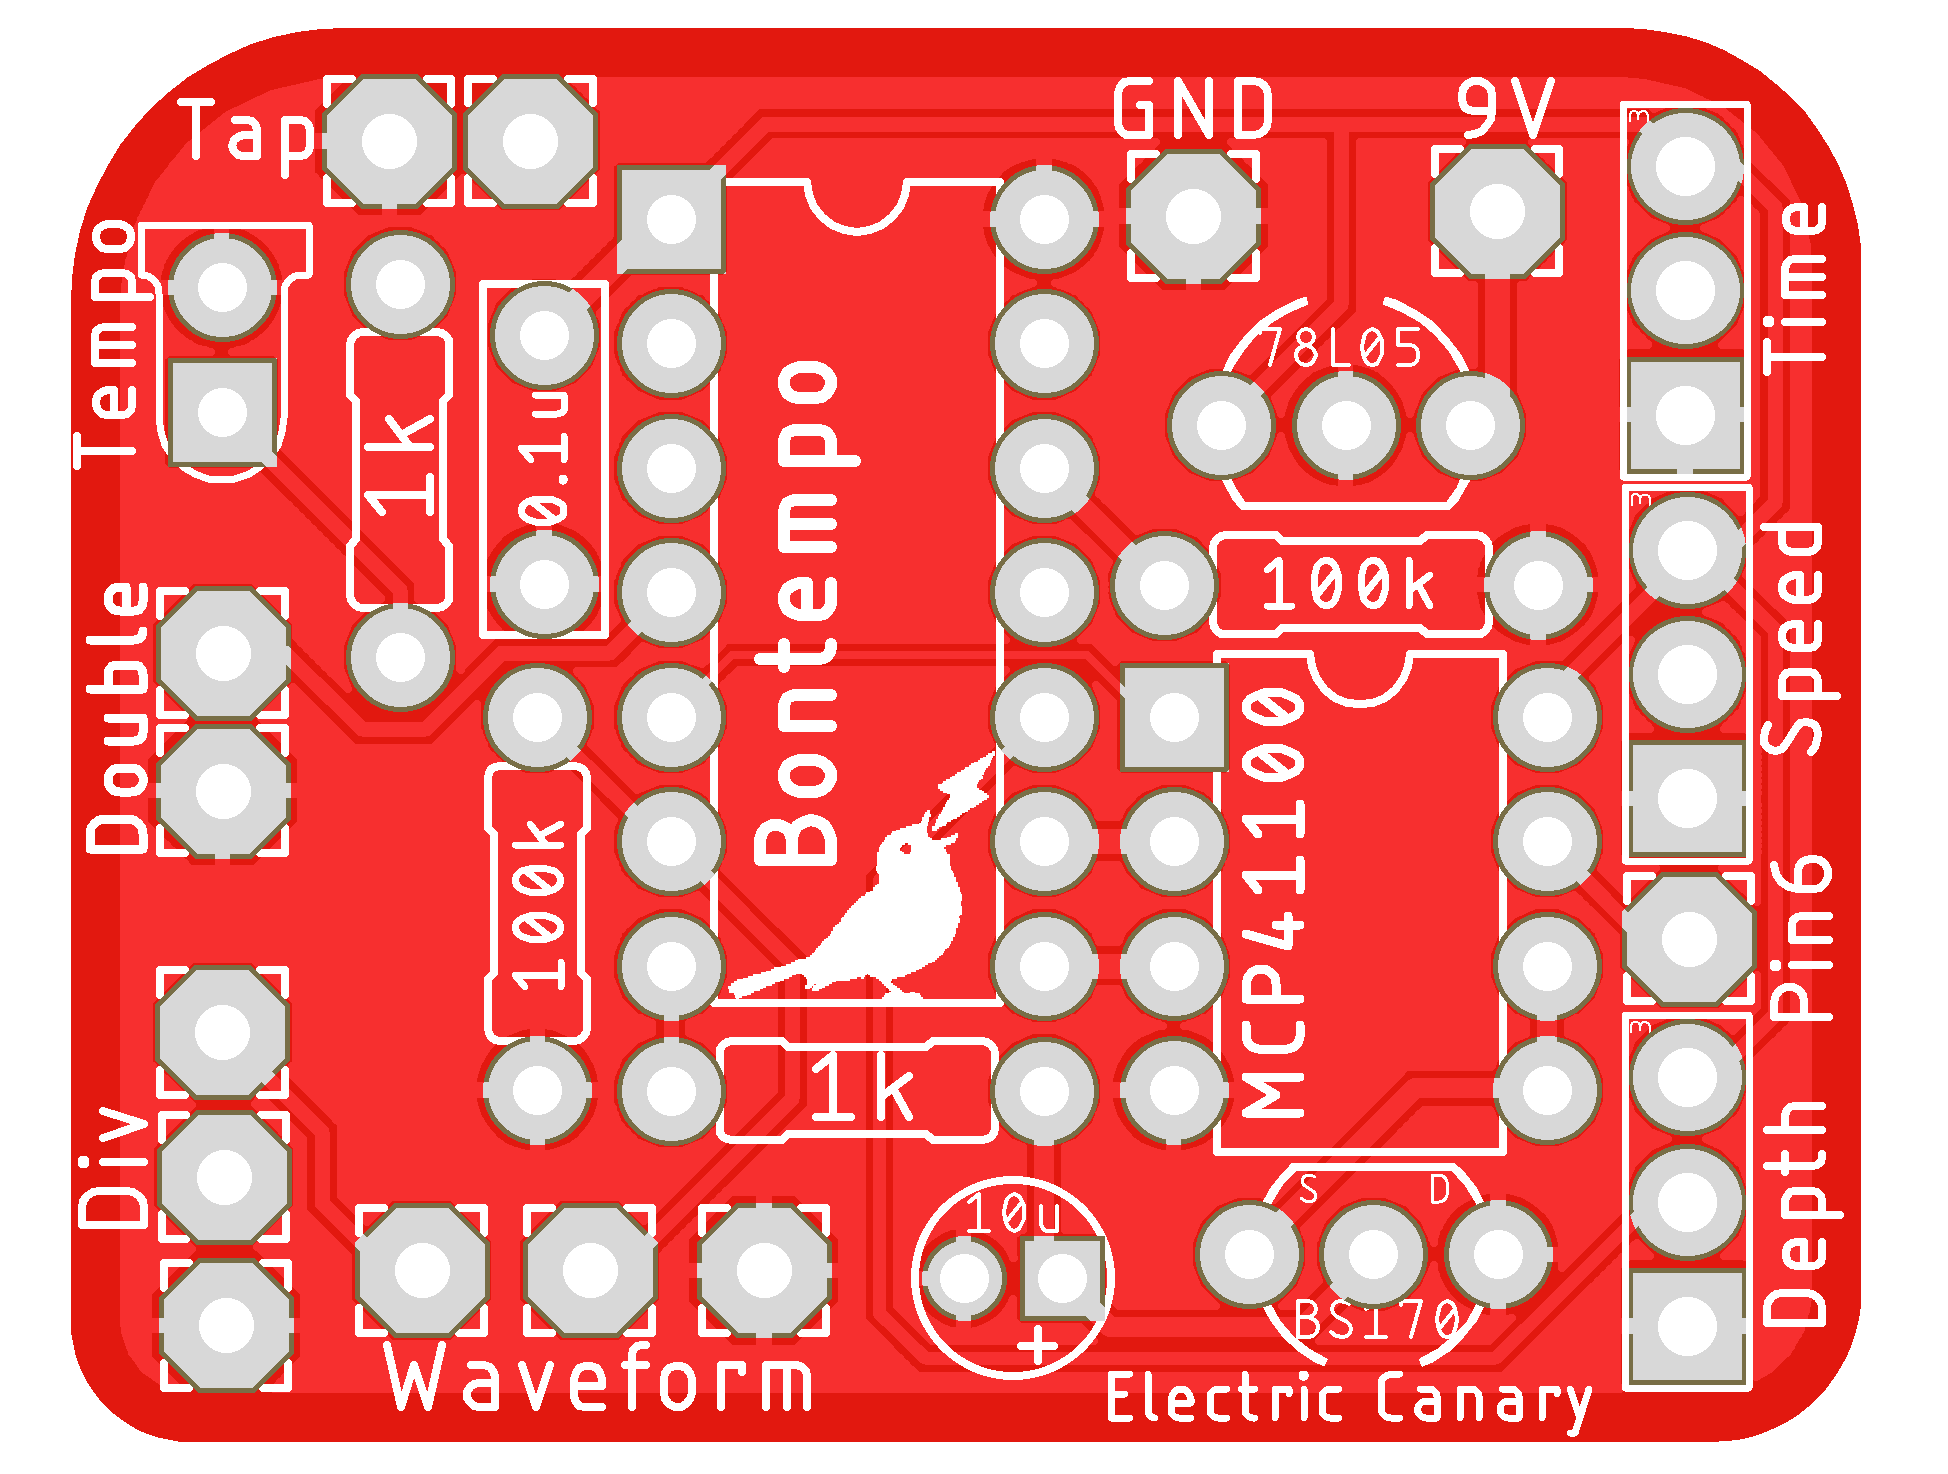 Tap
GND
9V
m
Time
Tempo
78L05
1k
0.1u
Bontempo
m
Speed
100k
Double
MCP41100
100k
Pin6
m
Div
1k
Depth
10u
+
S
D
BS170
Waveform
Electric Canary